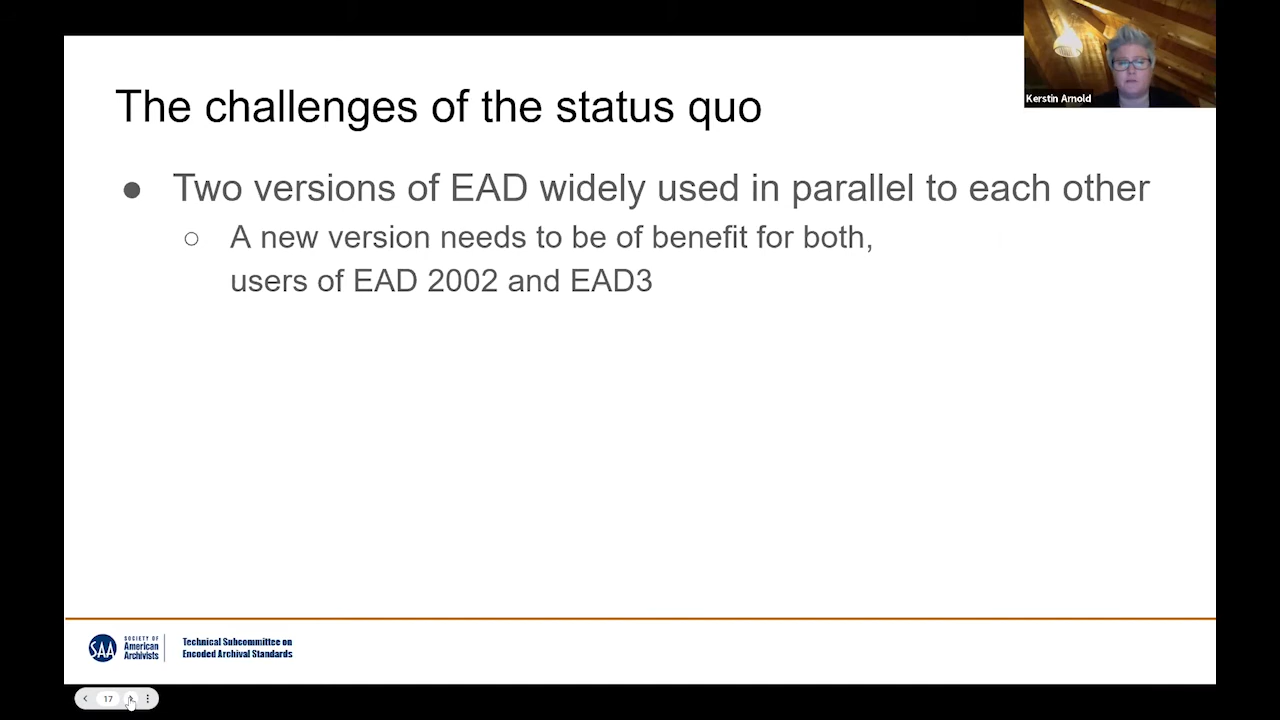 Kerstin Arnold
The challenges of the status quo
● Two versions of EAD widely used in parallel to each other
○ A new version needs to be of benefit for both,
users of EAD 2002 and EAD3
SAA
SOCIETY OF
American
Archivists
Technical Subcommittee on
Encoded Archival Standards
17